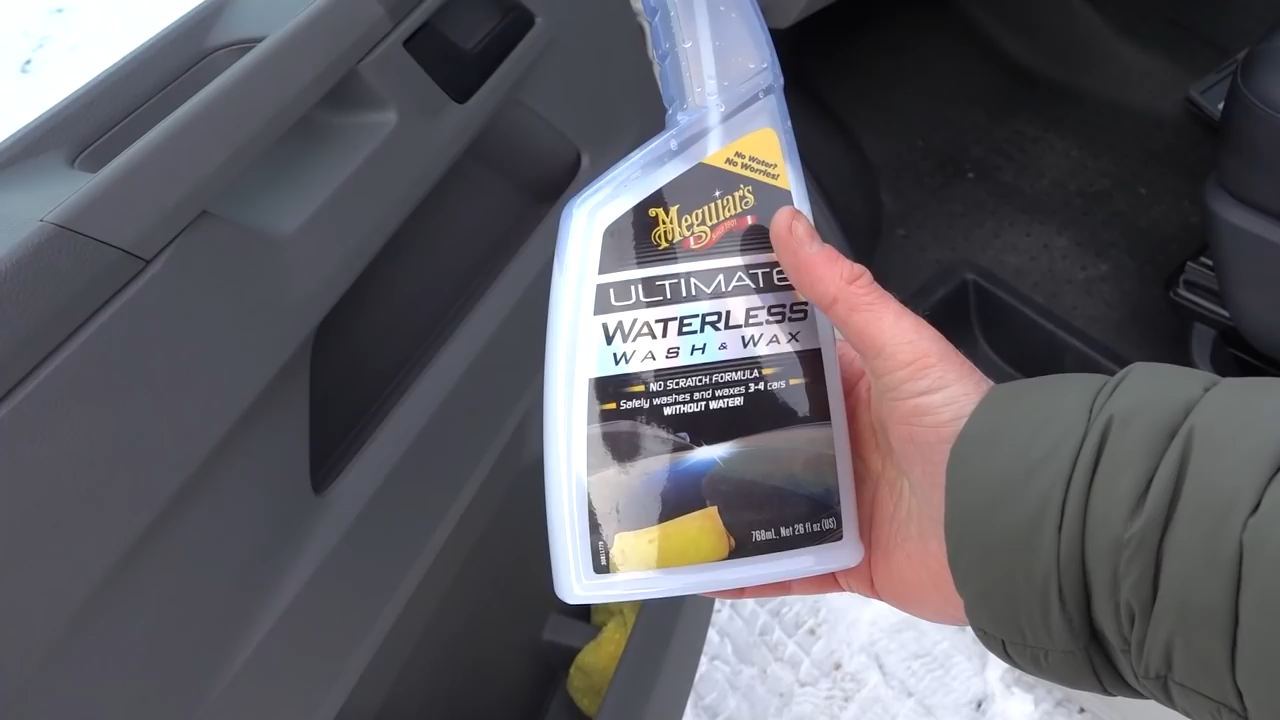 No Water?
No Worries!
Meguiar's
Since 1901
ULTIMATE
WATERLESS
WASH & WAX
NO SCRATCH FORMULA
Safely washes and waxes 3-4 cars
WITHOUT WATER!
768mL, Net 26 fl oz (US)